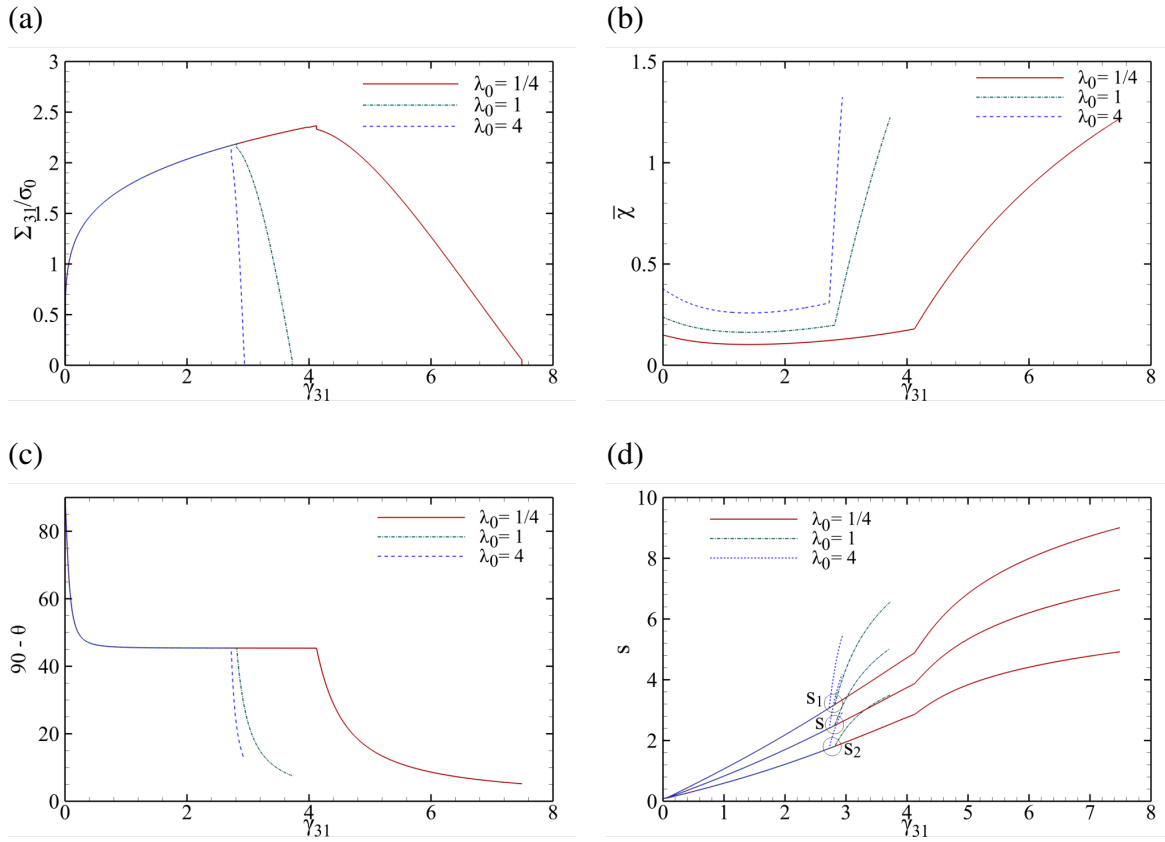 (a)
3
2.5
2
1.5
1
0.5
0
Σ₃₁/σ₀
λ₀= 1/4
λ₀= 1
λ₀= 4
0 2 4 6 8
γ₃₁
(b)
1.5
1
0.5
0
χ̅
λ₀= 1/4
λ₀= 1
λ₀= 4
0 2 4 6 8
γ₃₁
(c)
80
60
40
20
0
90 - θ
λ₀= 1/4
λ₀= 1
λ₀= 4
0 2 4 6 8
γ₃₁
(d)
10
8
6
4
2
0
s
λ₀= 1/4
λ₀= 1
λ₀= 4
s₁
s
s₂
0 1 2 3 4 5 6 7 8
γ₃₁